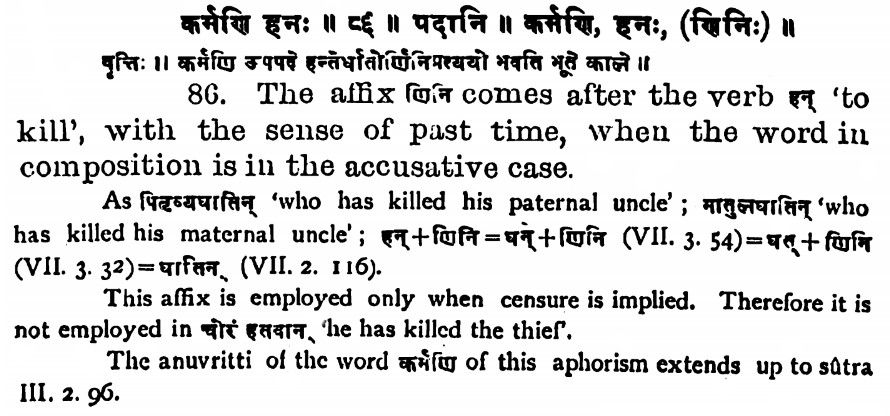 कर्मणि हनः ॥ ८६ ॥ पदानि ॥ कर्मणि, हनः, (णिनिः) ॥
वृत्तिः ॥ कर्मणि उपपदे हन्तेर्धातोर्णिनिप्रत्ययो भवति भूते काले ॥
86. The affix णिनि comes after the verb हन् 'to
kill', with the sense of past time, when the word in
composition is in the accusative case.
As पितृव्यघातिन् 'who has killed his paternal uncle' ; मातुलघातिन् 'who
has killed his maternal uncle' ; हन्+णिनि=घन्+णिनि (VII. 3. 54)=घत्+णिनि
(VII. 3. 32)=घातिन् (VII. 2. 116).
This affix is employed only when censure is implied. Therefore it is
not employed in चोरं हतवान् 'he has killed the thief'.
The anuvritti of the word कर्मणि of this aphorism extends up to sûtra
III. 2. 96.